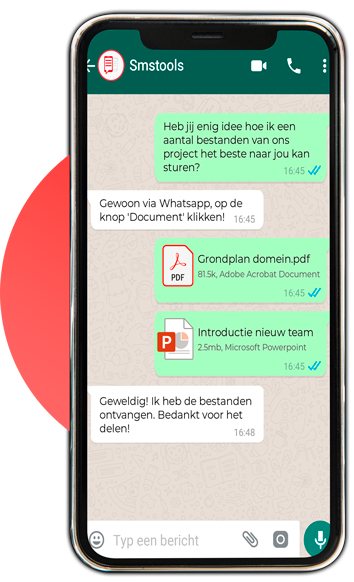 Smstools
Heb jij enig idee hoe ik een
aantal bestanden van ons
project het beste naar jou kan
sturen?
16:45
Gewoon via Whatsapp, op de
knop 'Document' klikken!
16:45
PDF
Grondplan domein.pdf
81.5k, Adobe Acrobat Document
16:45
P
Introductie nieuw team
2.5mb, Microsoft Powerpoint
16:45
Geweldig! Ik heb de bestanden
ontvangen. Bedankt voor het
delen!
16:48
Typ een bericht